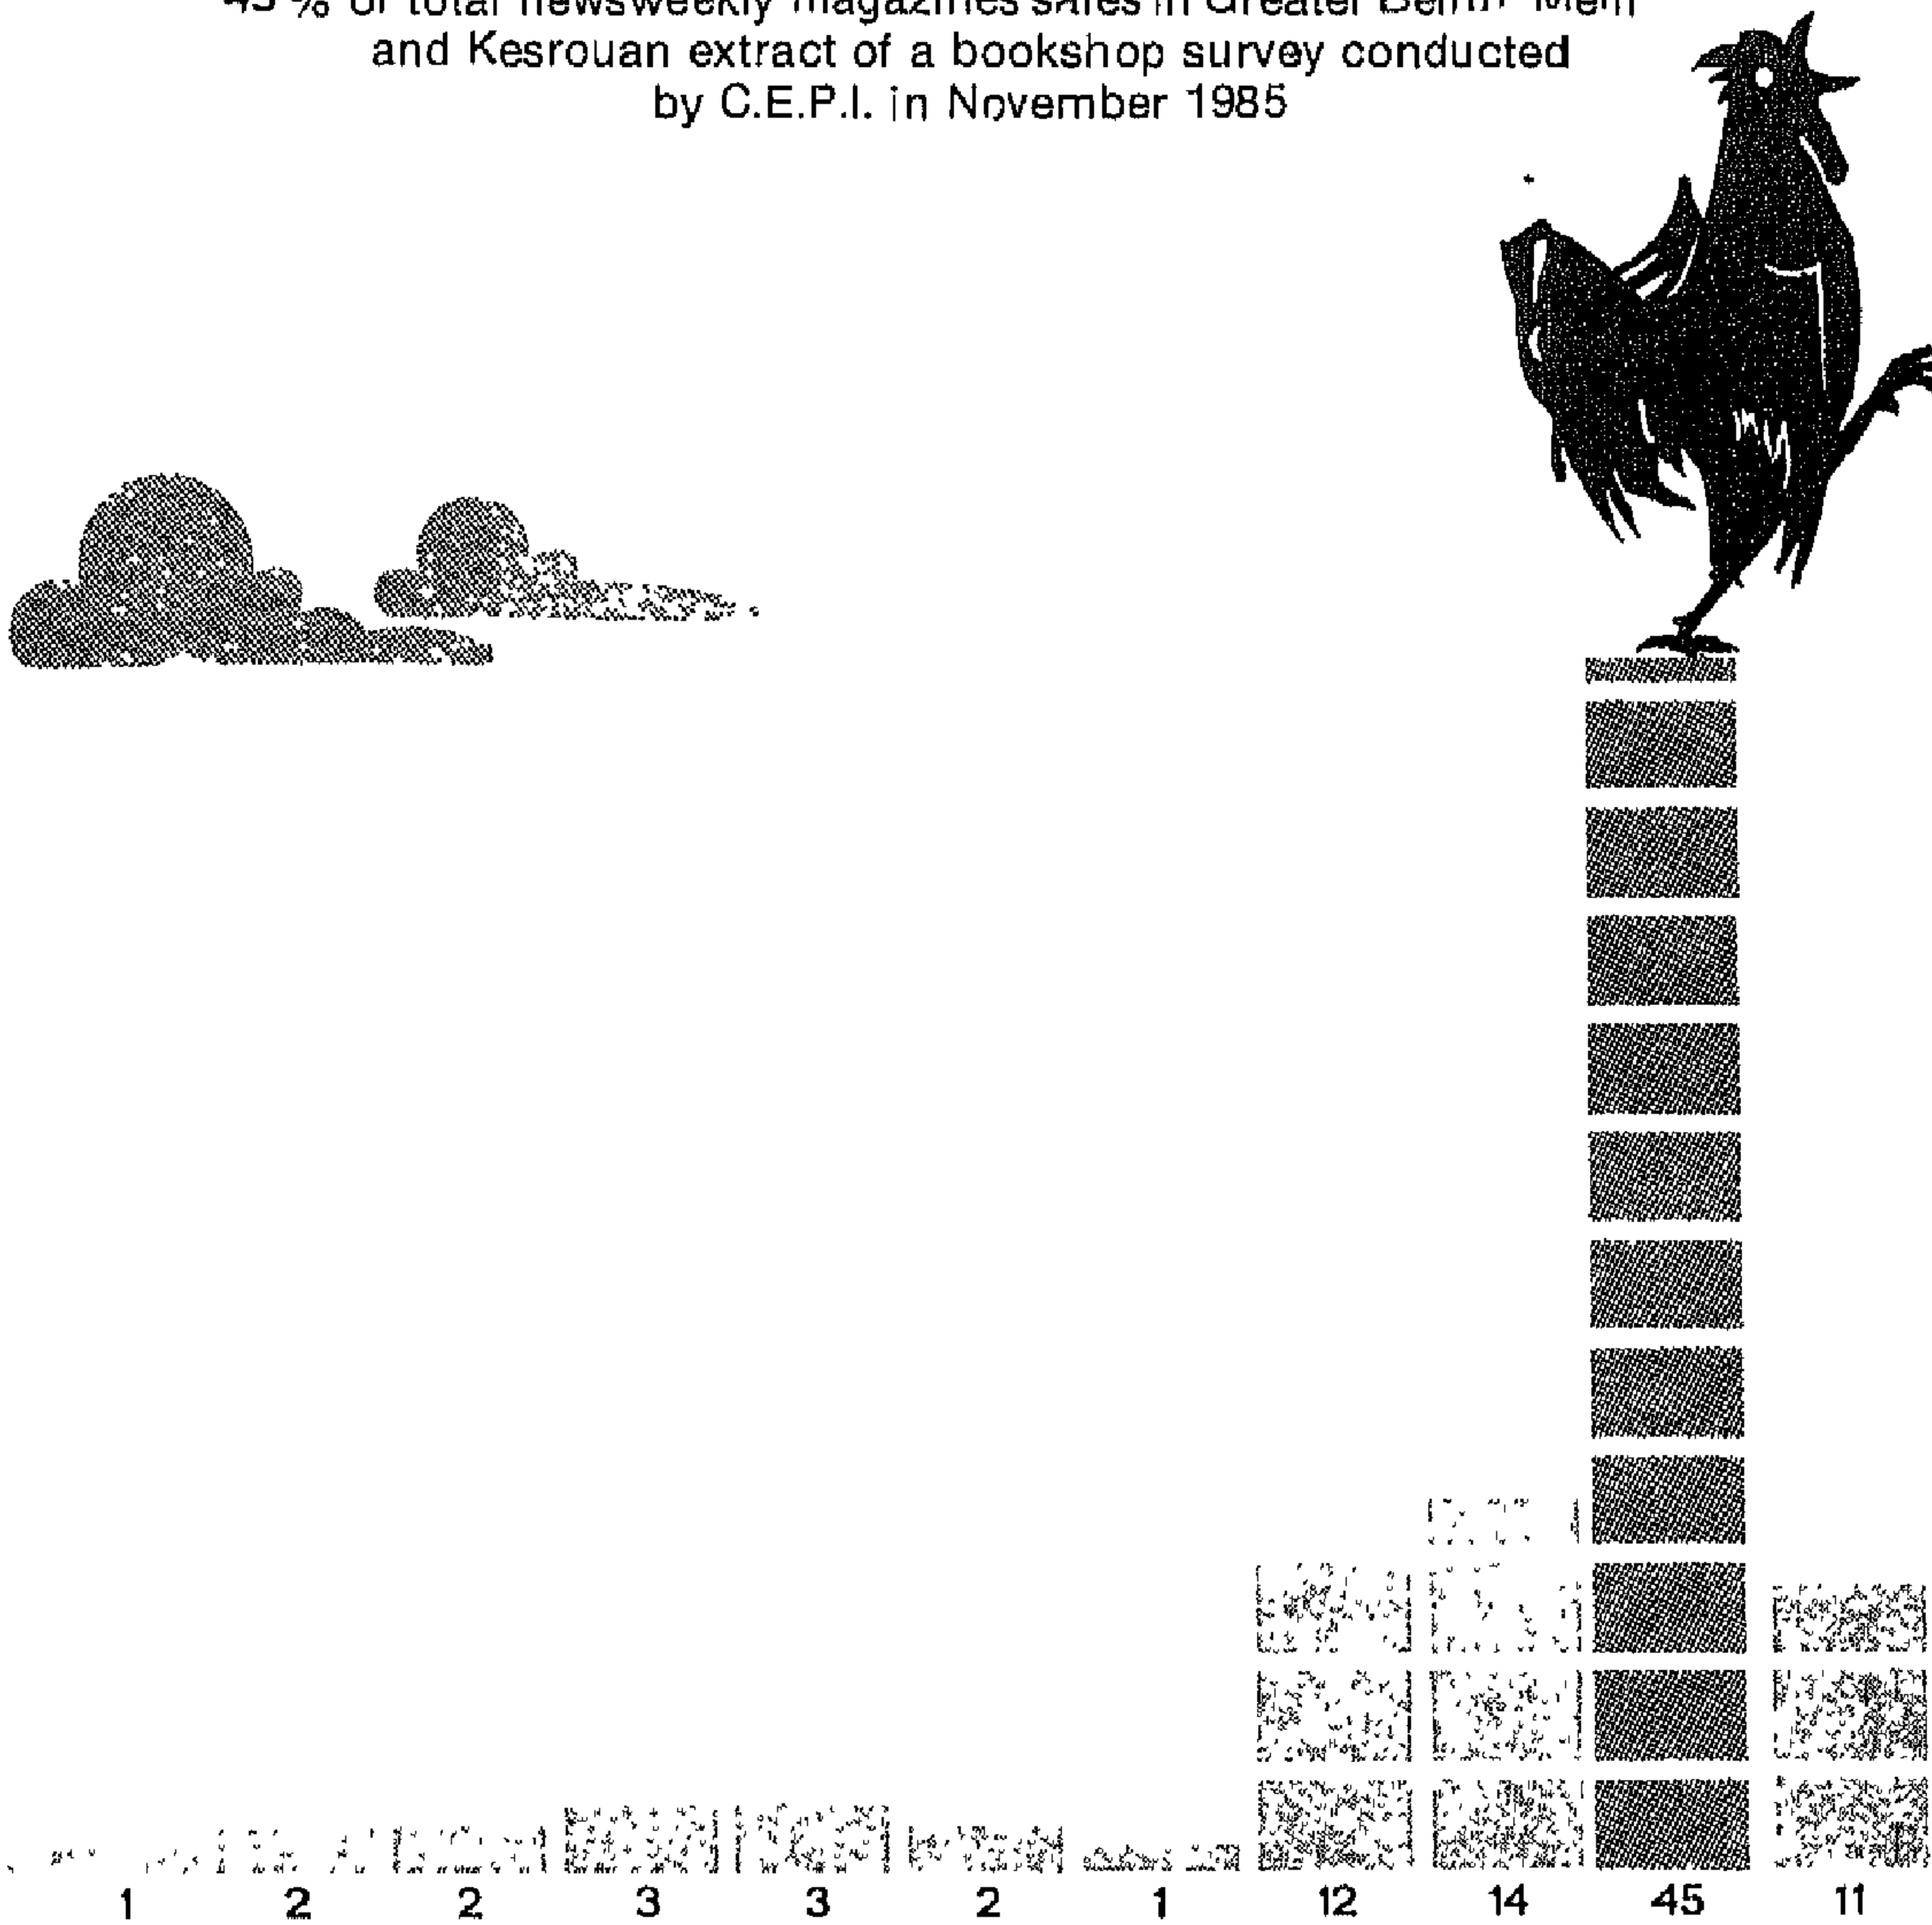 45 % of total newsweekly magazines sales in Greater
and Kesrouan extract of a bookshop survey conducted
by C.E.P.I. in November 1985
1 2 2 3 3 2 1 12 14 45 11